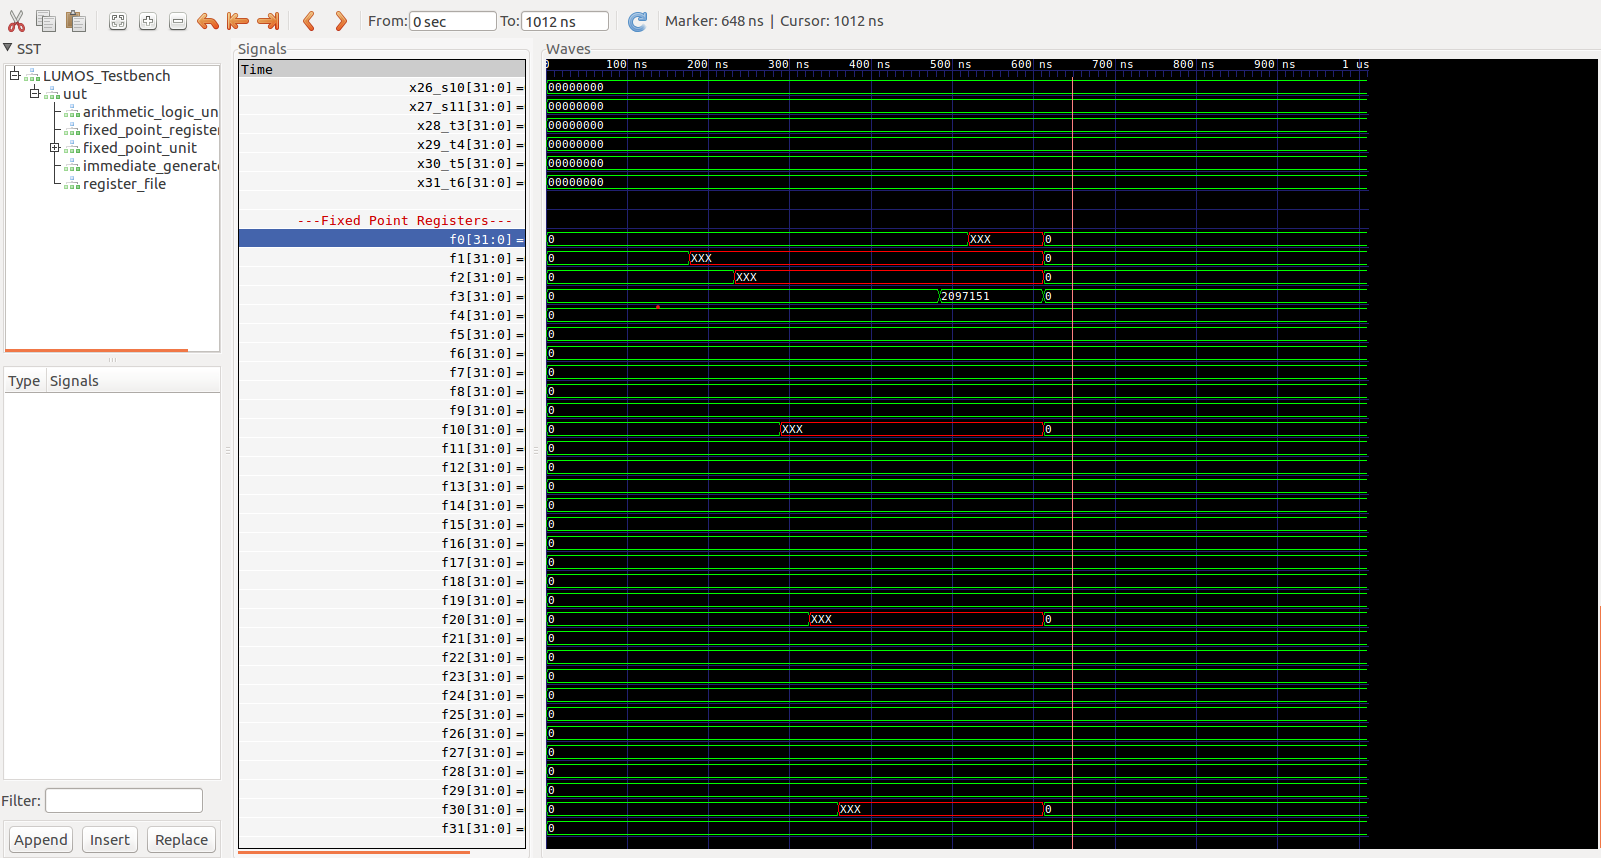 From: 0 sec To: 1012 ns Marker: 648 ns | Cursor: 1012 ns
SST
LUMOS_Testbench
uut
arithmetic_logic_un
fixed_point_register
fixed_point_unit
immediate_generato
register_file
Type Signals
Filter:
Append Insert Replace
Signals
Time
x26_s10[31:0] =
x27_s11[31:0] =
x28_t3[31:0] =
x29_t4[31:0] =
x30_t5[31:0] =
x31_t6[31:0] =
---Fixed Point Registers---
f0[31:0] =
f1[31:0] =
f2[31:0] =
f3[31:0] =
f4[31:0] =
f5[31:0] =
f6[31:0] =
f7[31:0] =
f8[31:0] =
f9[31:0] =
f10[31:0] =
f11[31:0] =
f12[31:0] =
f13[31:0] =
f14[31:0] =
f15[31:0] =
f16[31:0] =
f17[31:0] =
f18[31:0] =
f19[31:0] =
f20[31:0] =
f21[31:0] =
f22[31:0] =
f23[31:0] =
f24[31:0] =
f25[31:0] =
f26[31:0] =
f27[31:0] =
f28[31:0] =
f29[31:0] =
f30[31:0] =
f31[31:0] =
Waves
0 100 ns 200 ns 300 ns 400 ns 500 ns 600 ns 700 ns 800 ns 900 ns 1 us
00000000
00000000
00000000
00000000
00000000
00000000
0 XXX 0
0 XXX 0
0 XXX 0
0 2097151 0
0
0
0
0
0
0
0 XXX 0
0
0
0
0
0
0
0
0
0
0 XXX 0
0
0
0
0
0
0
0
0
0
0 XXX 0
0